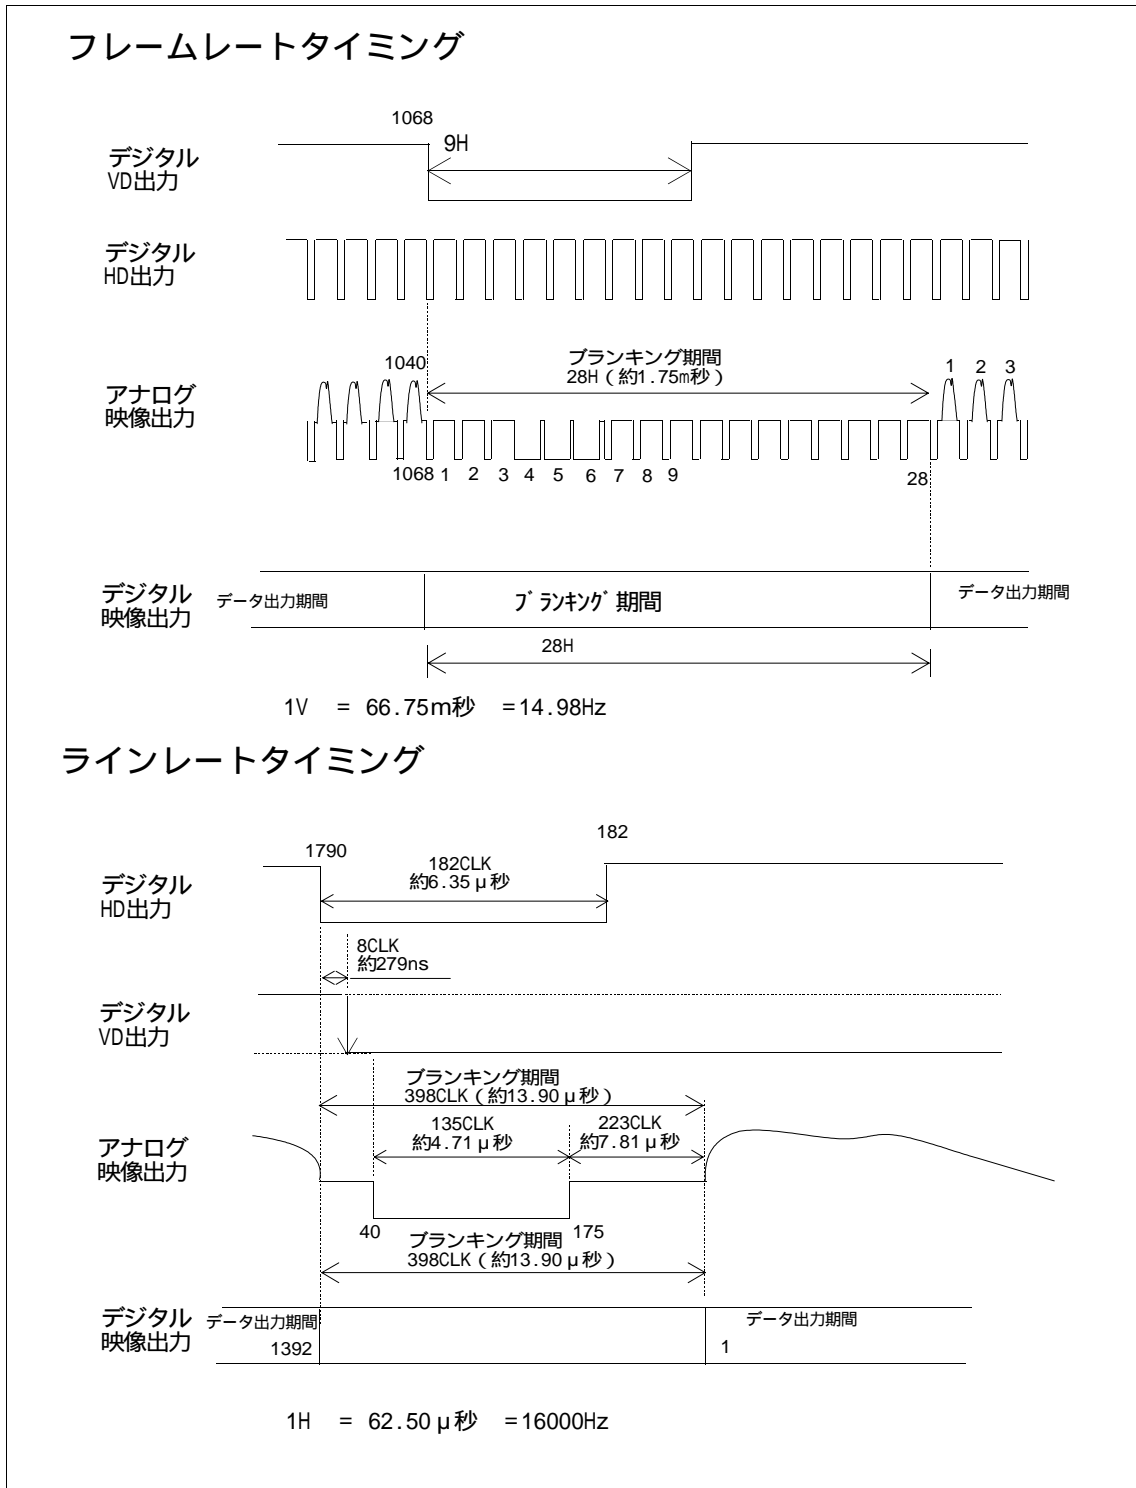 フレームレートタイミング
1068
9H
デジタル
VD出力
デジタル
HD出力
ブランキング期間
28H（約1.75m秒）
1040
1 2 3
アナログ
映像出力
1068 1 2 3 4 5 6 7 8 9 28
デジタル
映像出力
データ出力期間
ブランキング期間
データ出力期間
28H
1V = 66.75m秒 =14.98Hz
ラインレートタイミング
1790
182
182CLK
約6.35μ秒
デジタル
HD出力
8CLK
約279ns
デジタル
VD出力
ブランキング期間
398CLK（約13.90μ秒）
135CLK
約4.71μ秒
223CLK
約7.81μ秒
アナログ
映像出力
40
175
ブランキング期間
398CLK（約13.90μ秒）
デジタル
映像出力
データ出力期間
1392
データ出力期間
1
1H = 62.50μ秒 =16000Hz